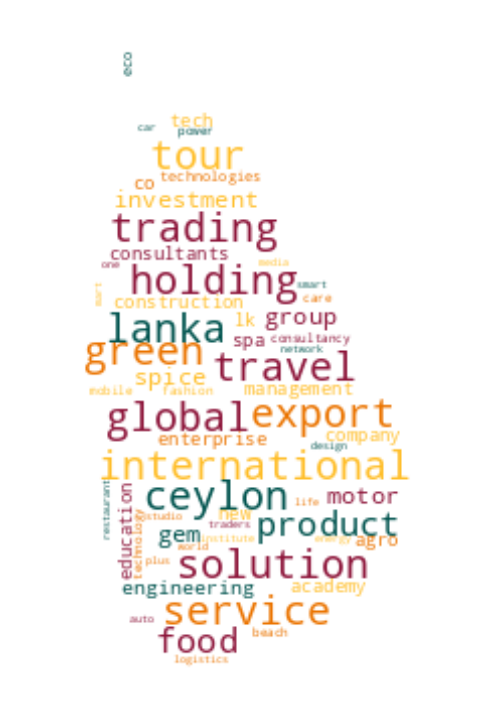 eco
tech
car power
tour
technologies
co
investment
trading
consultants
one media
holding smart
mart care
construction
lanka lk group
spa consultancy
green network
travel
spice
mobile fashion management
global export
enterprise company
design
international
restaurant education ceylon life motor
technology studio new
traders product
gem institute energy agro
world
plus solution
engineering academy
service
auto beach
food
logistics